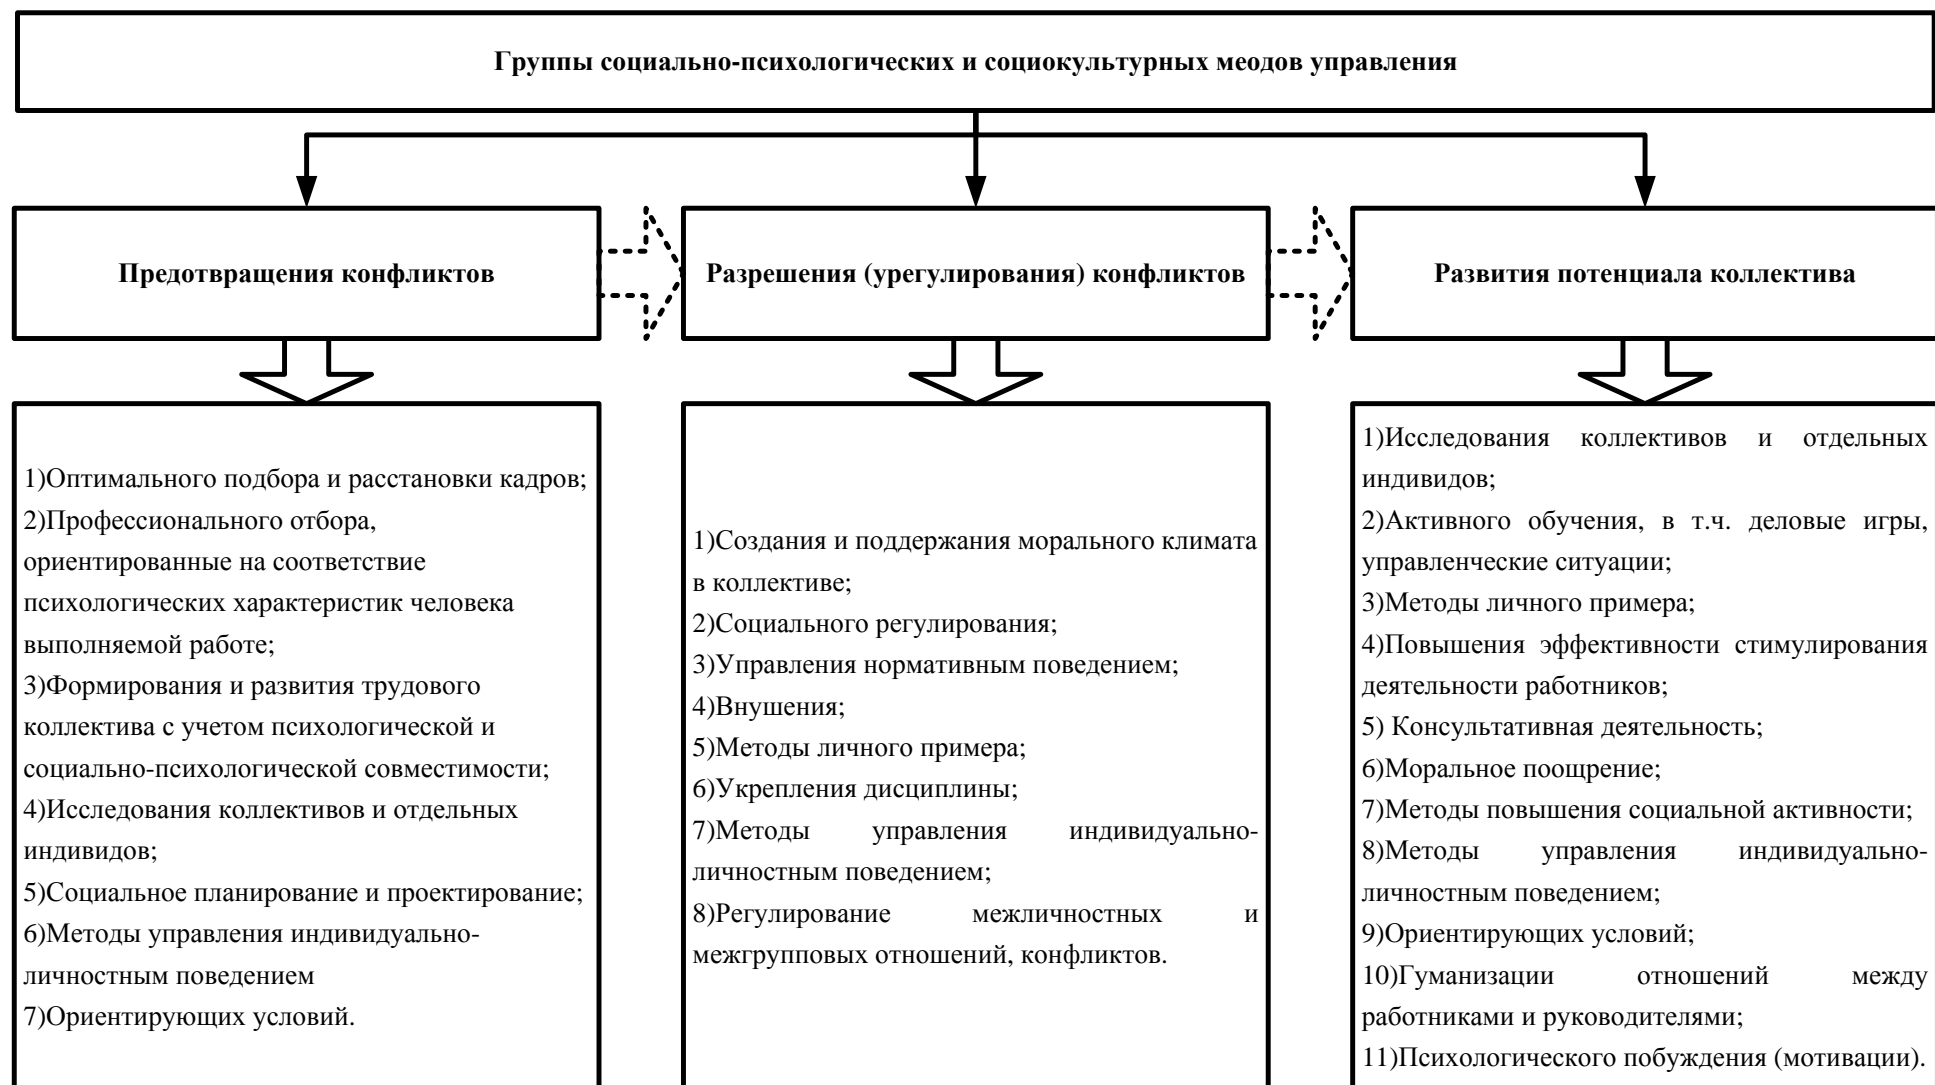 Группы социально-психологических и социокультурных меодов управления
Предотвращения конфликтов
Разрешения (урегулирования) конфликтов
Развития потенциала коллектива
1)Оптимального подбора и расстановки кадров;
2)Профессионального отбора,
ориентированные на соответствие
психологических характеристик человека
выполняемой работе;
3)Формирования и развития трудового
коллектива с учетом психологической и
социально-психологической совместимости;
4)Исследования коллективов и отдельных
индивидов;
5)Социальное планирование и проектирование;
6)Методы управления индивидуально-
личностным поведением
7)Ориентирующих условий.
1)Создания и поддержания морального климата
в коллективе;
2)Социального регулирования;
3)Управления нормативным поведением;
4)Внушения;
5)Методы личного примера;
6)Укрепления дисциплины;
7)Методы управления индивидуально-
личностным поведением;
8)Регулирование межличностных и
межгрупповых отношений, конфликтов.
1)Исследования коллективов и отдельных
индивидов;
2)Активного обучения, в т.ч. деловые игры,
управленческие ситуации;
3)Методы личного примера;
4)Повышения эффективности стимулирования
деятельности работников;
5) Консультативная деятельность;
6)Моральное поощрение;
7)Методы повышения социальной активности;
8)Методы управления индивидуально-
личностным поведением;
9)Ориентирующих условий;
10)Гуманизации отношений между
работниками и руководителями;
11)Психологического побуждения (мотивации).